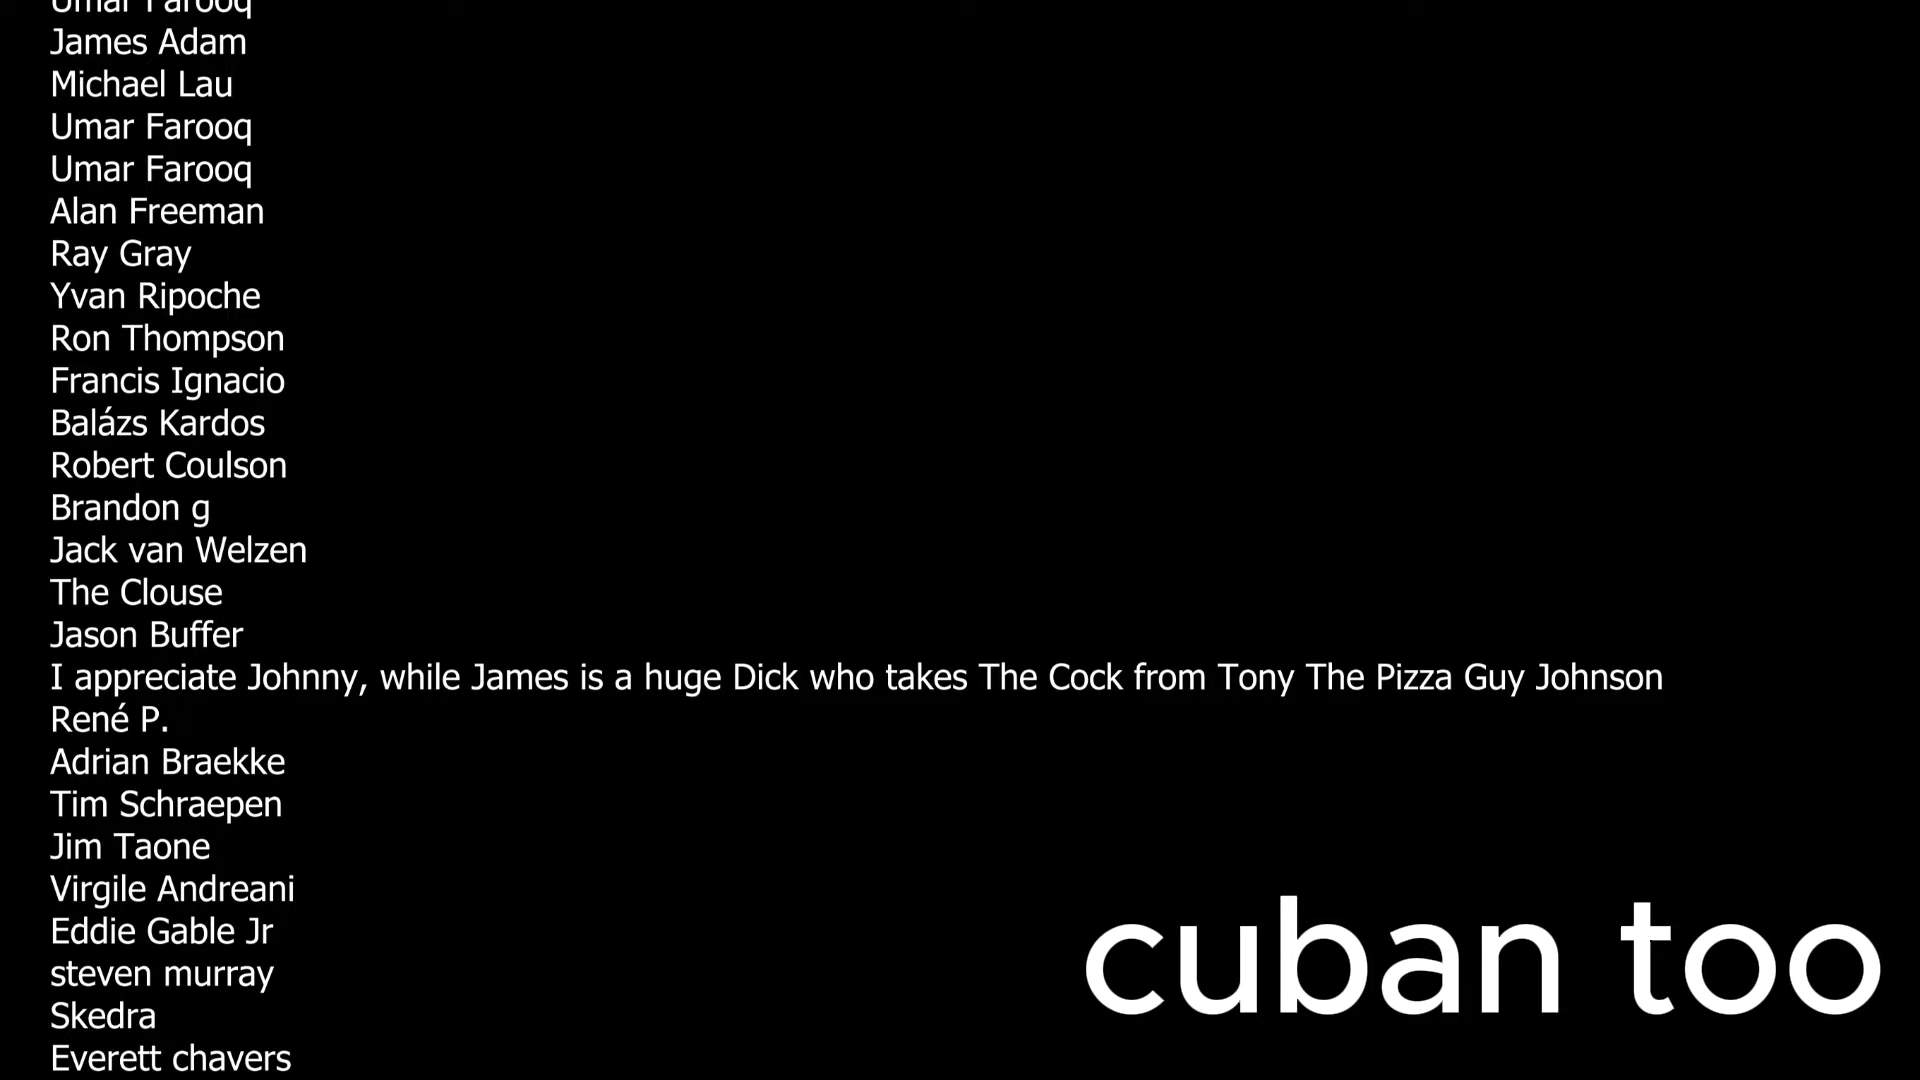 Umar Farooq
James Adam
Michael Lau
Umar Farooq
Umar Farooq
Alan Freeman
Ray Gray
Yvan Ripoche
Ron Thompson
Francis Ignacio
Balázs Kardos
Robert Coulson
Brandon g
Jack van Welzen
The Clouse
Jason Buffer
I appreciate Johnny, while James is a huge Dick who takes The Cock from Tony The Pizza Guy Johnson
René P.
Adrian Braekke
Tim Schraepen
Jim Taone
Virgile Andreani
Eddie Gable Jr
steven murray
Skedra
Everett chavers
cuban too